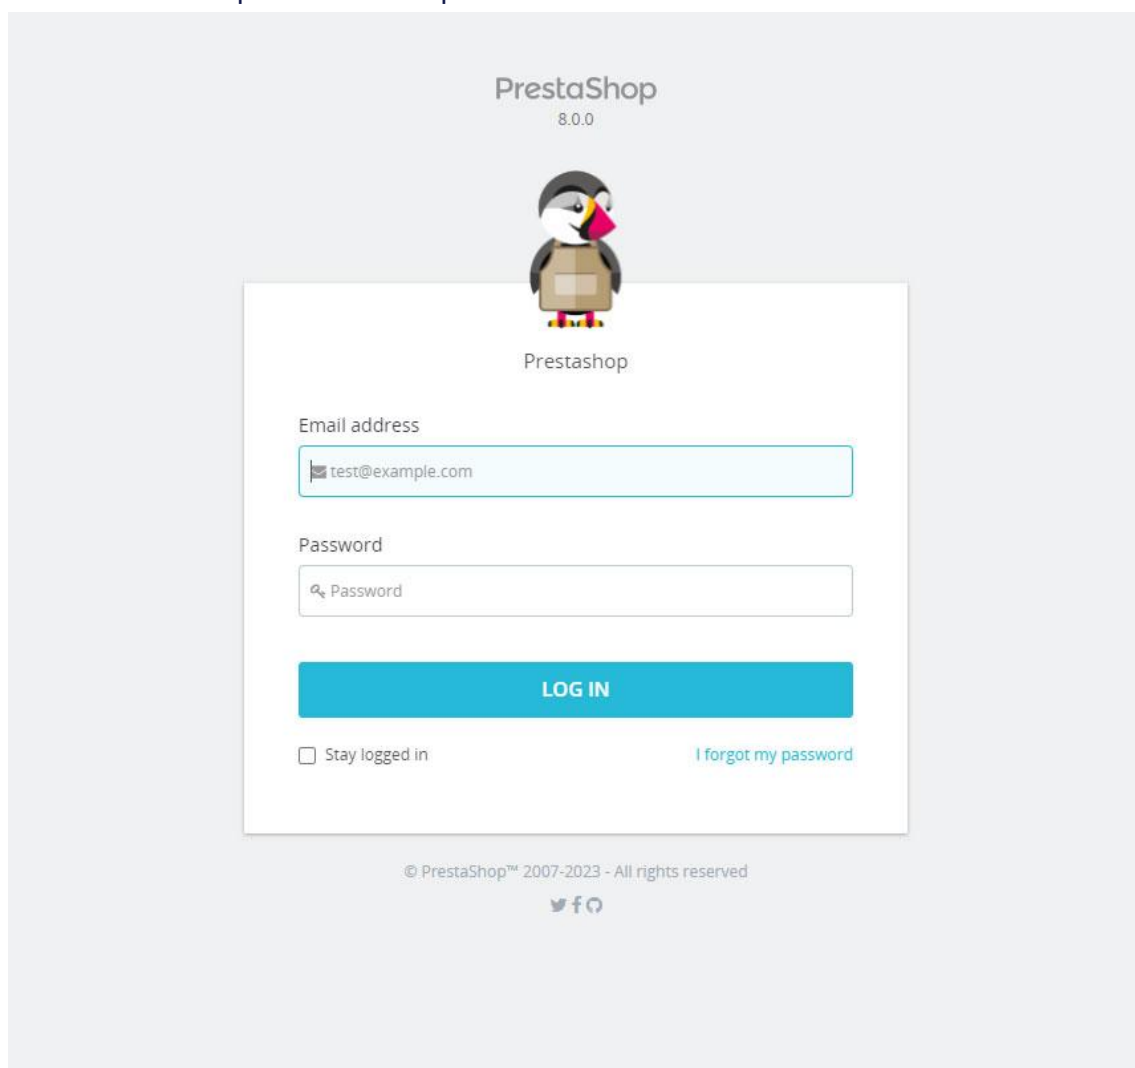 PrestaShop
8.0.0
Prestashop
Email address
test@example.com
Password
Password
LOG IN
Stay logged in
I forgot my password
© PrestaShop™ 2007-2023 - All rights reserved